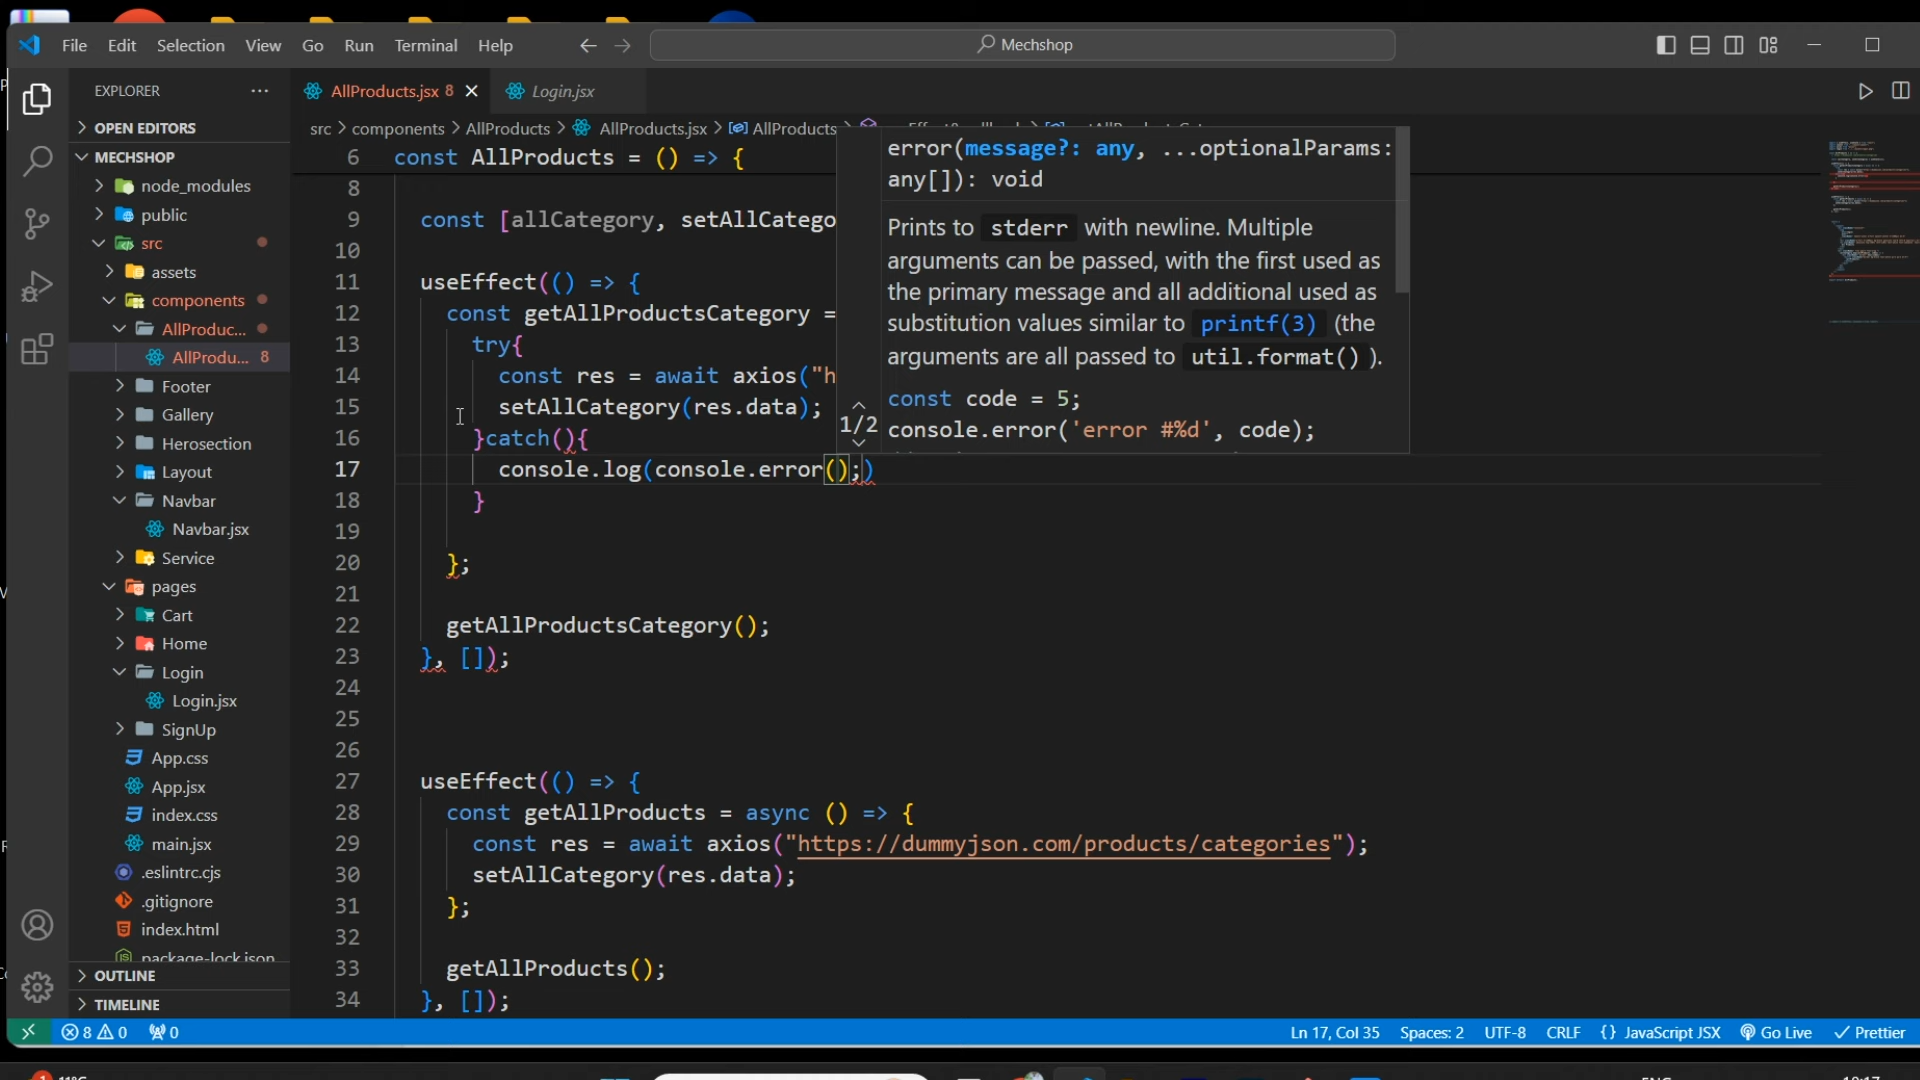 File Edit Selection View Go Run Terminal Help
Mechshop
EXPLORER
AllProducts.jsx 8
Login.jsx
OPEN EDITORS
src > components > AllProducts > AllProducts.jsx > AllProducts
MECHSHOP
node_modules
public
src
assets
components
AllProduc...
AllProdu... 8
Footer
Gallery
Herosection
Layout
Navbar
Navbar.jsx
Service
pages
Cart
Home
Login
Login.jsx
SignUp
App.css
App.jsx
index.css
main.jsx
.eslintrc.cjs
.gitignore
index.html
package-lock.json
OUTLINE
TIMELINE
6 const AllProducts = () => {
8
9 const [allCategory, setAllCatego
10
11 useEffect(() => {
12 const getAllProductsCategory =
13 try{
14 const res = await axios("h
15 setAllCategory(res.data);
16 }catch(){
17 console.log(console.error();)
18 }
19
20 };
21
22 getAllProductsCategory();
23 }, []);
24
25
26
27 useEffect(() => {
28 const getAllProducts = async () => {
29 const res = await axios("https://dummyjson.com/products/categories");
30 setAllCategory(res.data);
31 };
32
33 getAllProducts();
34 }, []);
error(message?: any, ...optionalParams:
any[]): void
Prints to stderr with newline. Multiple
arguments can be passed, with the first used as
the primary message and all additional used as
substitution values similar to printf(3) (the
arguments are all passed to util.format() ).
1/2
const code = 5;
console.error('error #%d', code);
8 0 0
Ln 17, Col 35 Spaces: 2 UTF-8 CRLF {} JavaScript JSX Go Live Prettier